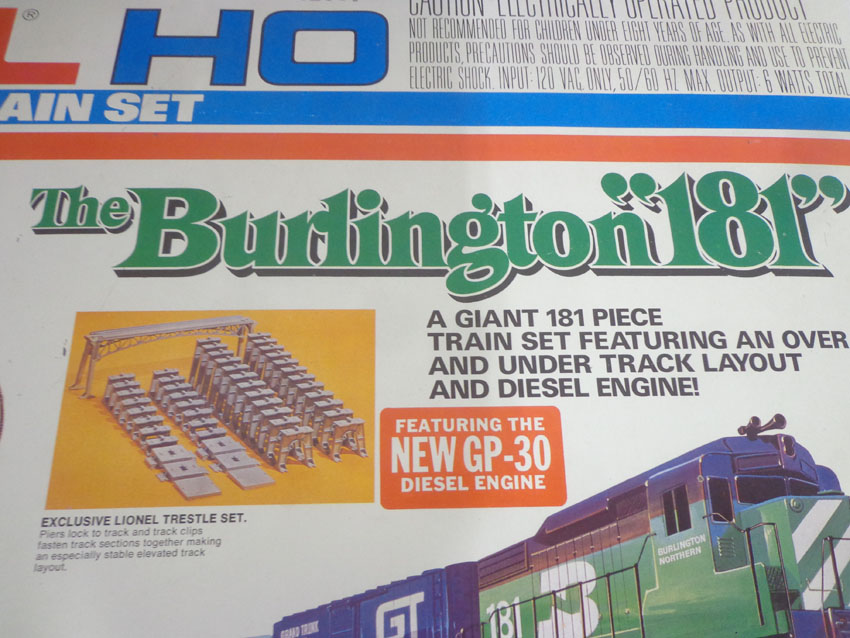 L® HO
AIN SET
CAUTION-ELECTRICALLY OPERATED PRODUCT
NOT RECOMMENDED FOR CHILDREN UNDER EIGHT YEARS OF AGE. AS WITH ALL ELECTRIC
PRODUCTS, PRECAUTIONS SHOULD BE OBSERVED DURING HANDLING AND USE TO PREVEN
ELECTRIC SHOCK. INPUT: 120 VAC, ONLY, 50/60 HZ MAX. OUTPUT: 6 WATTS TOTAL
The Burlington "181"
A GIANT 181 PIECE
TRAIN SET FEATURING AN OVER
AND UNDER TRACK LAYOUT
AND DIESEL ENGINE!
FEATURING THE
NEW GP-30
DIESEL ENGINE
EXCLUSIVE LIONEL TRESTLE SET.
Piers lock to track and track clips
fasten track sections together making
an especially stable elevated track
layout.
BURLINGTON
NORTHERN
GRAND TRUNK
GT
181
BN